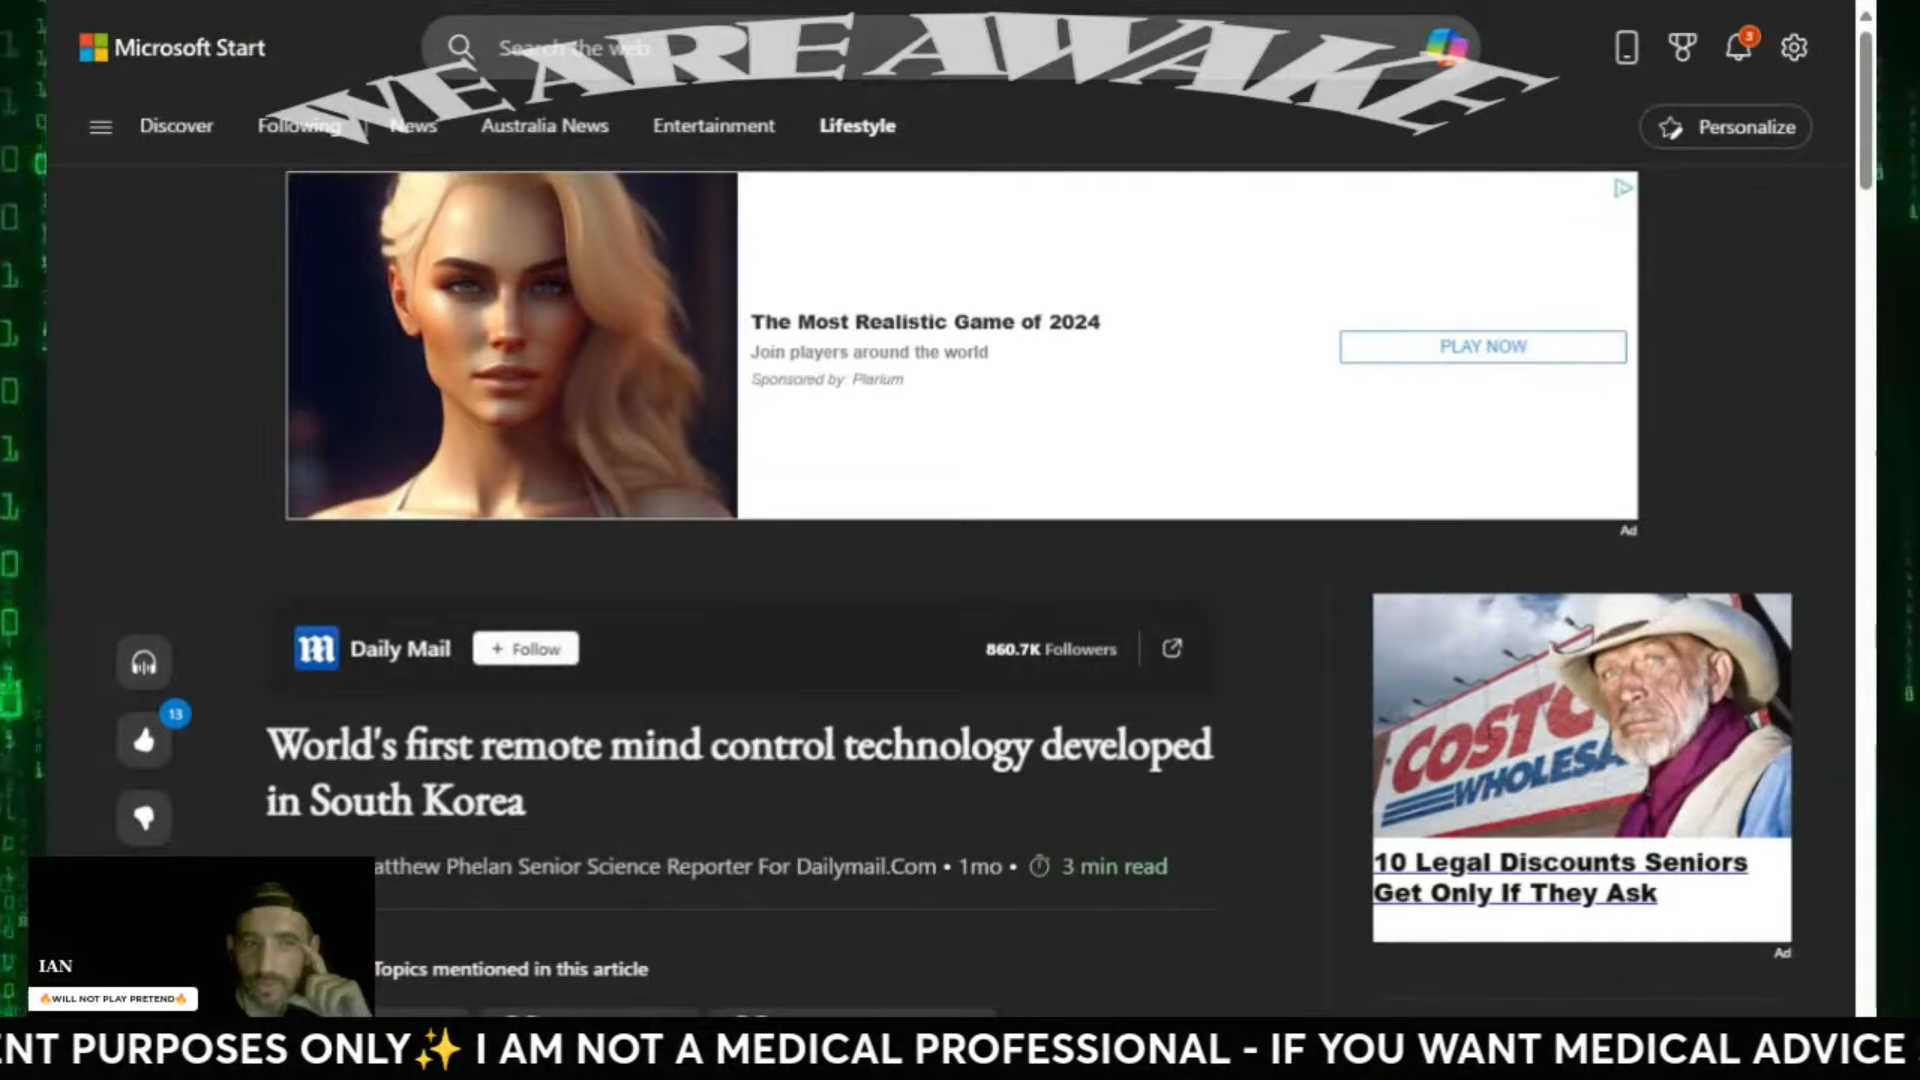 WE ARE AWAKE
Microsoft Start
Search the web
3
Discover
Following
News
Australia News
Entertainment
Lifestyle
Personalize
The Most Realistic Game of 2024
Join players around the world
Sponsored by: Plarium
PLAY NOW
Ad
Daily Mail
+ Follow
860.7K Followers
13
World's first remote mind control technology developed
in South Korea
atthew Phelan Senior Science Reporter For Dailymail.Com • 1mo • 3 min read
COSTC
WHOLESA
10 Legal Discounts Seniors
Get Only If They Ask
Ad
Topics mentioned in this article
IAN
🔥WILL NOT PLAY PRETEND🔥
ENT PURPOSES ONLY✨ I AM NOT A MEDICAL PROFESSIONAL - IF YOU WANT MEDICAL ADVICE